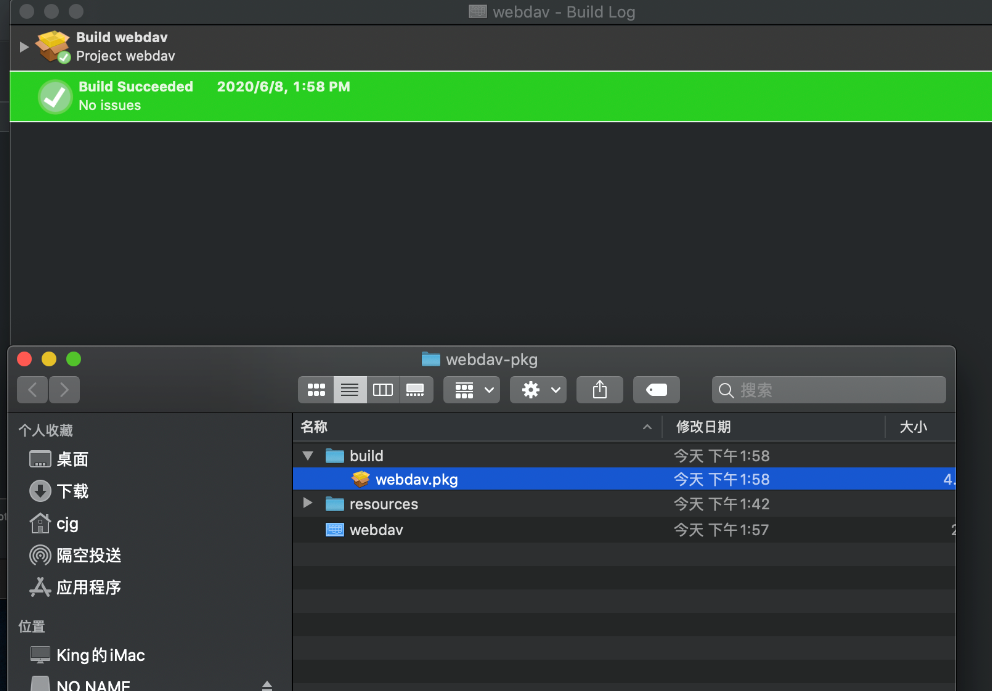 webdav - Build Log
Build webdav
Project webdav
Build Succeeded 2020/6/8, 1:58 PM
No issues
webdav-pkg
搜索
个人收藏
桌面
下载
cjg
隔空投送
应用程序
位置
King的iMac
NO NAME
名称 修改日期 大小
build 今天 下午1:58
webdav.pkg 今天 下午1:58 4.
resources 今天 下午1:42
webdav 今天 下午1:57